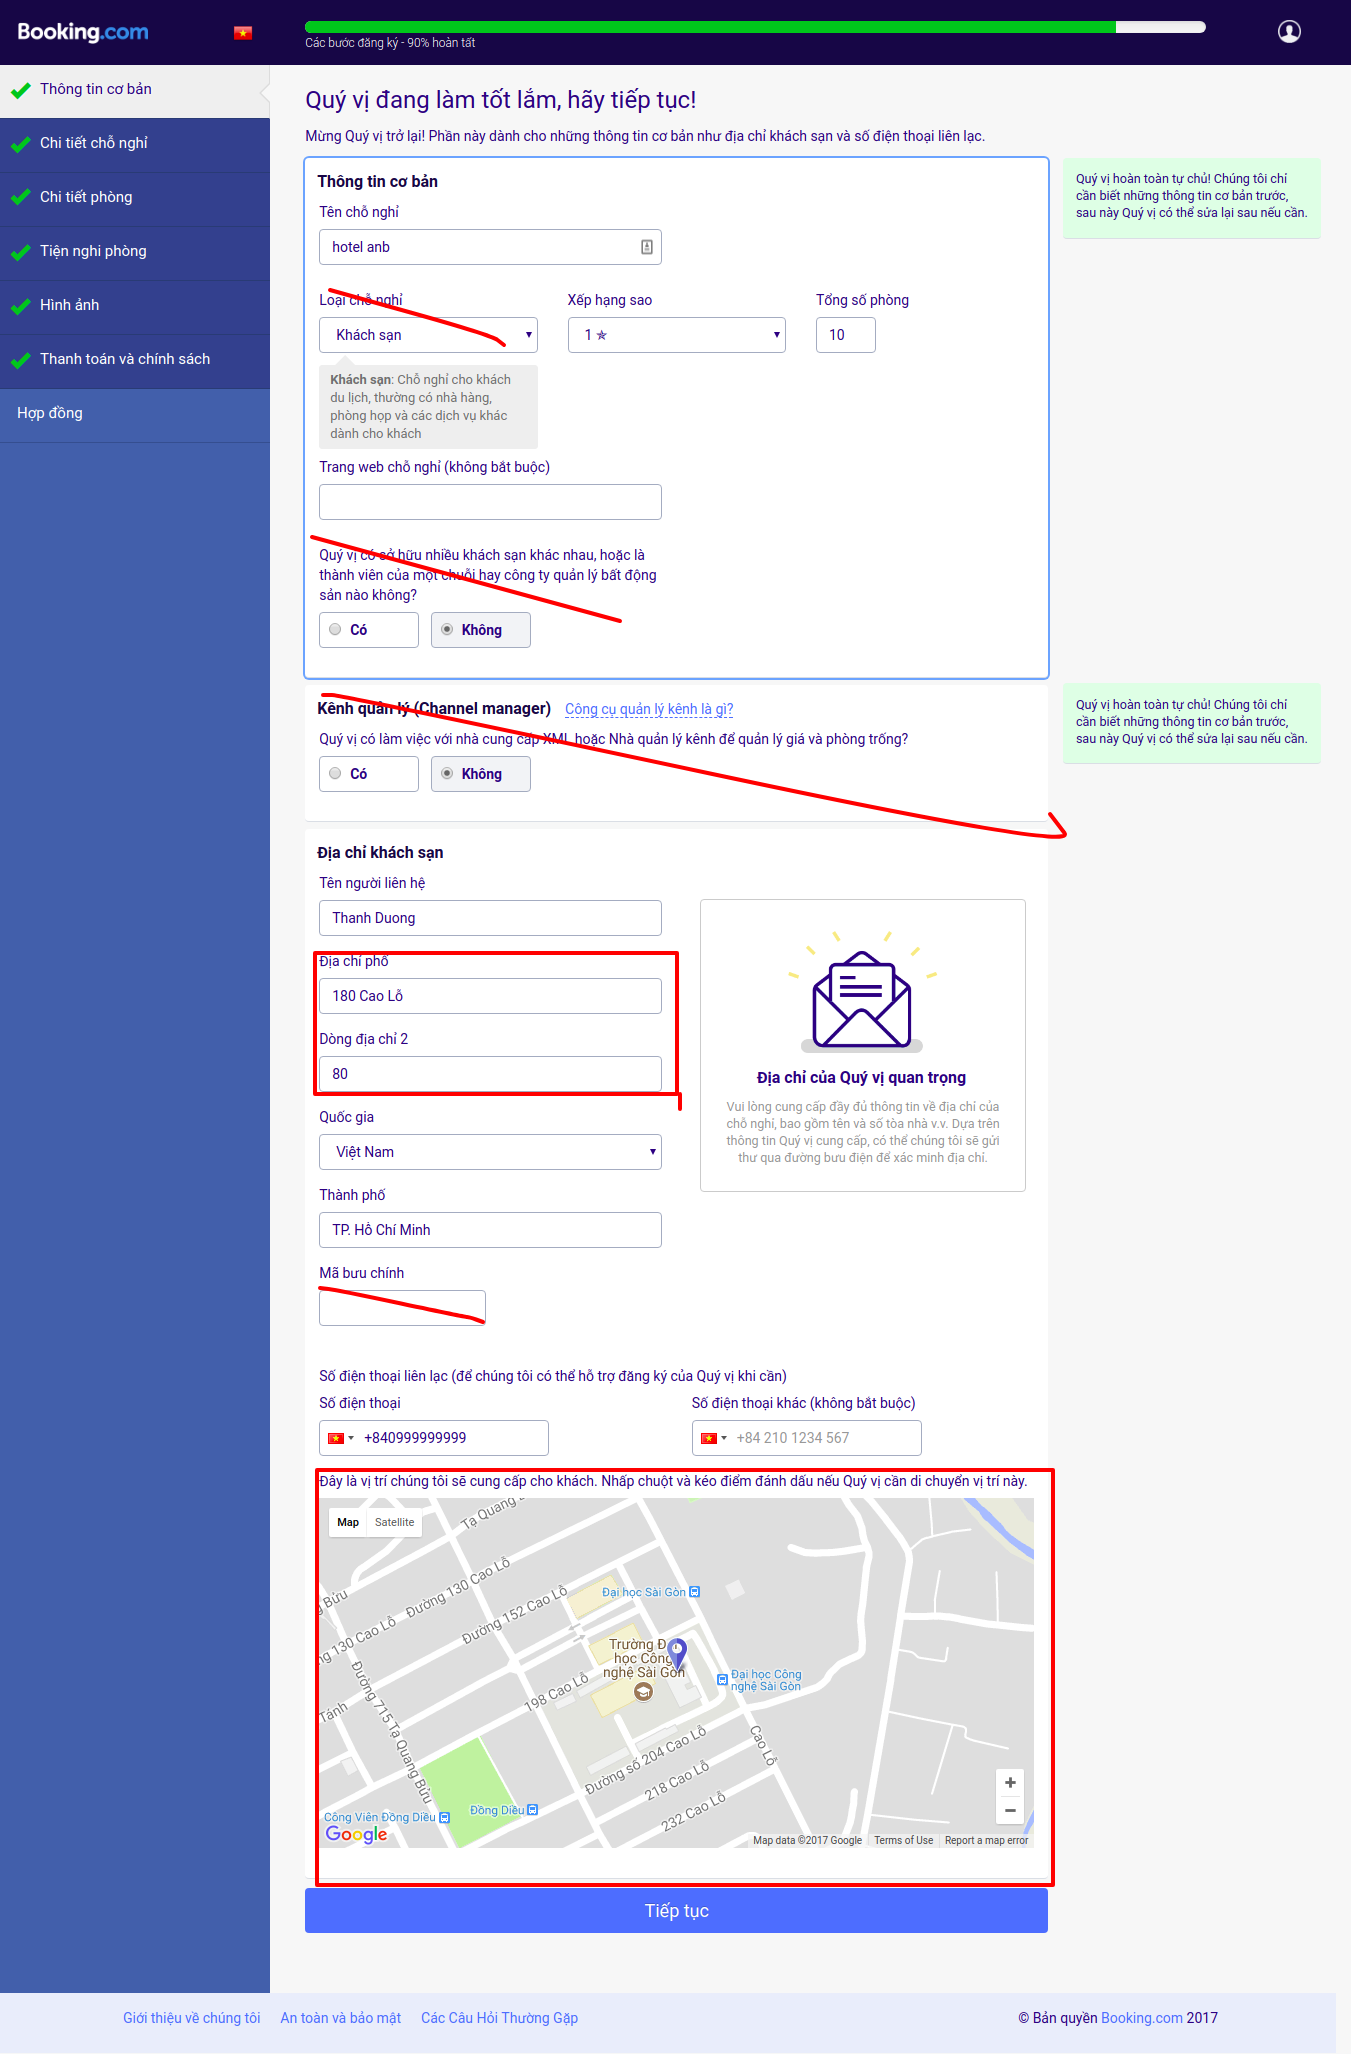 Booking.com
Các bước đăng ký - 90% hoàn tất
Thông tin cơ bản
Chi tiết chỗ nghỉ
Chi tiết phòng
Tiện nghi phòng
Hình ảnh
Thanh toán và chính sách
Hợp đồng
Quý vị đang làm tốt lắm, hãy tiếp tục!
Mừng Quý vị trở lại! Phần này dành cho những thông tin cơ bản như địa chỉ khách sạn và số điện thoại liên lạc.
Thông tin cơ bản
Tên chỗ nghỉ
hotel anb
Loại chỗ nghỉ
Xếp hạng sao
Tổng số phòng
Khách sạn
1
10
Khách sạn: Chỗ nghỉ cho khách
du lịch, thường có nhà hàng,
phòng họp và các dịch vụ khác
dành cho khách
Trang web chỗ nghỉ (không bắt buộc)
Quý vị có sở hữu nhiều khách sạn khác nhau, hoặc là
thành viên của một chuỗi hay công ty quản lý bất động
sản nào không?
Có
Không
Quý vị hoàn toàn tự chủ! Chúng tôi chỉ
cần biết những thông tin cơ bản trước,
sau này Quý vị có thể sửa lại sau nếu cần.
Kênh quản lý (Channel manager)
Công cụ quản lý kênh là gì?
Quý vị có làm việc với nhà cung cấp XML hoặc Nhà quản lý kênh để quản lý giá và phòng trống?
Có
Không
Quý vị hoàn toàn tự chủ! Chúng tôi chỉ
cần biết những thông tin cơ bản trước,
sau này Quý vị có thể sửa lại sau nếu cần.
Địa chỉ khách sạn
Tên người liên hệ
Thanh Duong
Địa chỉ phố
180 Cao Lỗ
Dòng địa chỉ 2
80
Quốc gia
Việt Nam
Thành phố
TP. Hồ Chí Minh
Mã bưu chính
Địa chỉ của Quý vị quan trọng
Vui lòng cung cấp đầy đủ thông tin về địa chỉ của
chỗ nghỉ, bao gồm tên và số tòa nhà v.v. Dựa trên
thông tin Quý vị cung cấp, có thể chúng tôi sẽ gửi
thư qua đường bưu điện để xác minh địa chỉ.
Số điện thoại liên lạc (để chúng tôi có thể hỗ trợ đăng ký của Quý vị khi cần)
Số điện thoại
Số điện thoại khác (không bắt buộc)
+840999999999
+84 210 1234 567
Đây là vị trí chúng tôi sẽ cung cấp cho khách. Nhấp chuột và kéo điểm đánh dấu nếu Quý vị cần di chuyển vị trí này.
Map
Satellite
Tạ Quang
Đường 130 Cao Lỗ
Đường 152 Cao Lỗ
Đại học Sài Gòn
Bửu
130 Cao Lỗ
Trường
học Công
nghệ Sài Gòn
Đại học Công
nghệ Sài Gòn
198 Cao Lỗ
Đường 715 Tạ Quang Bửu
Tánh
Cao Lỗ
Đường số 204 Cao Lỗ
218 Cao Lỗ
232 Cao Lỗ
Công Viên Đồng Diều
Đồng Diều
Google
Map data ©2017 Google
Terms of Use
Report a map error
Tiếp tục
Giới thiệu về chúng tôi
An toàn và bảo mật
Các Câu Hỏi Thường Gặp
© Bản quyền Booking.com 2017